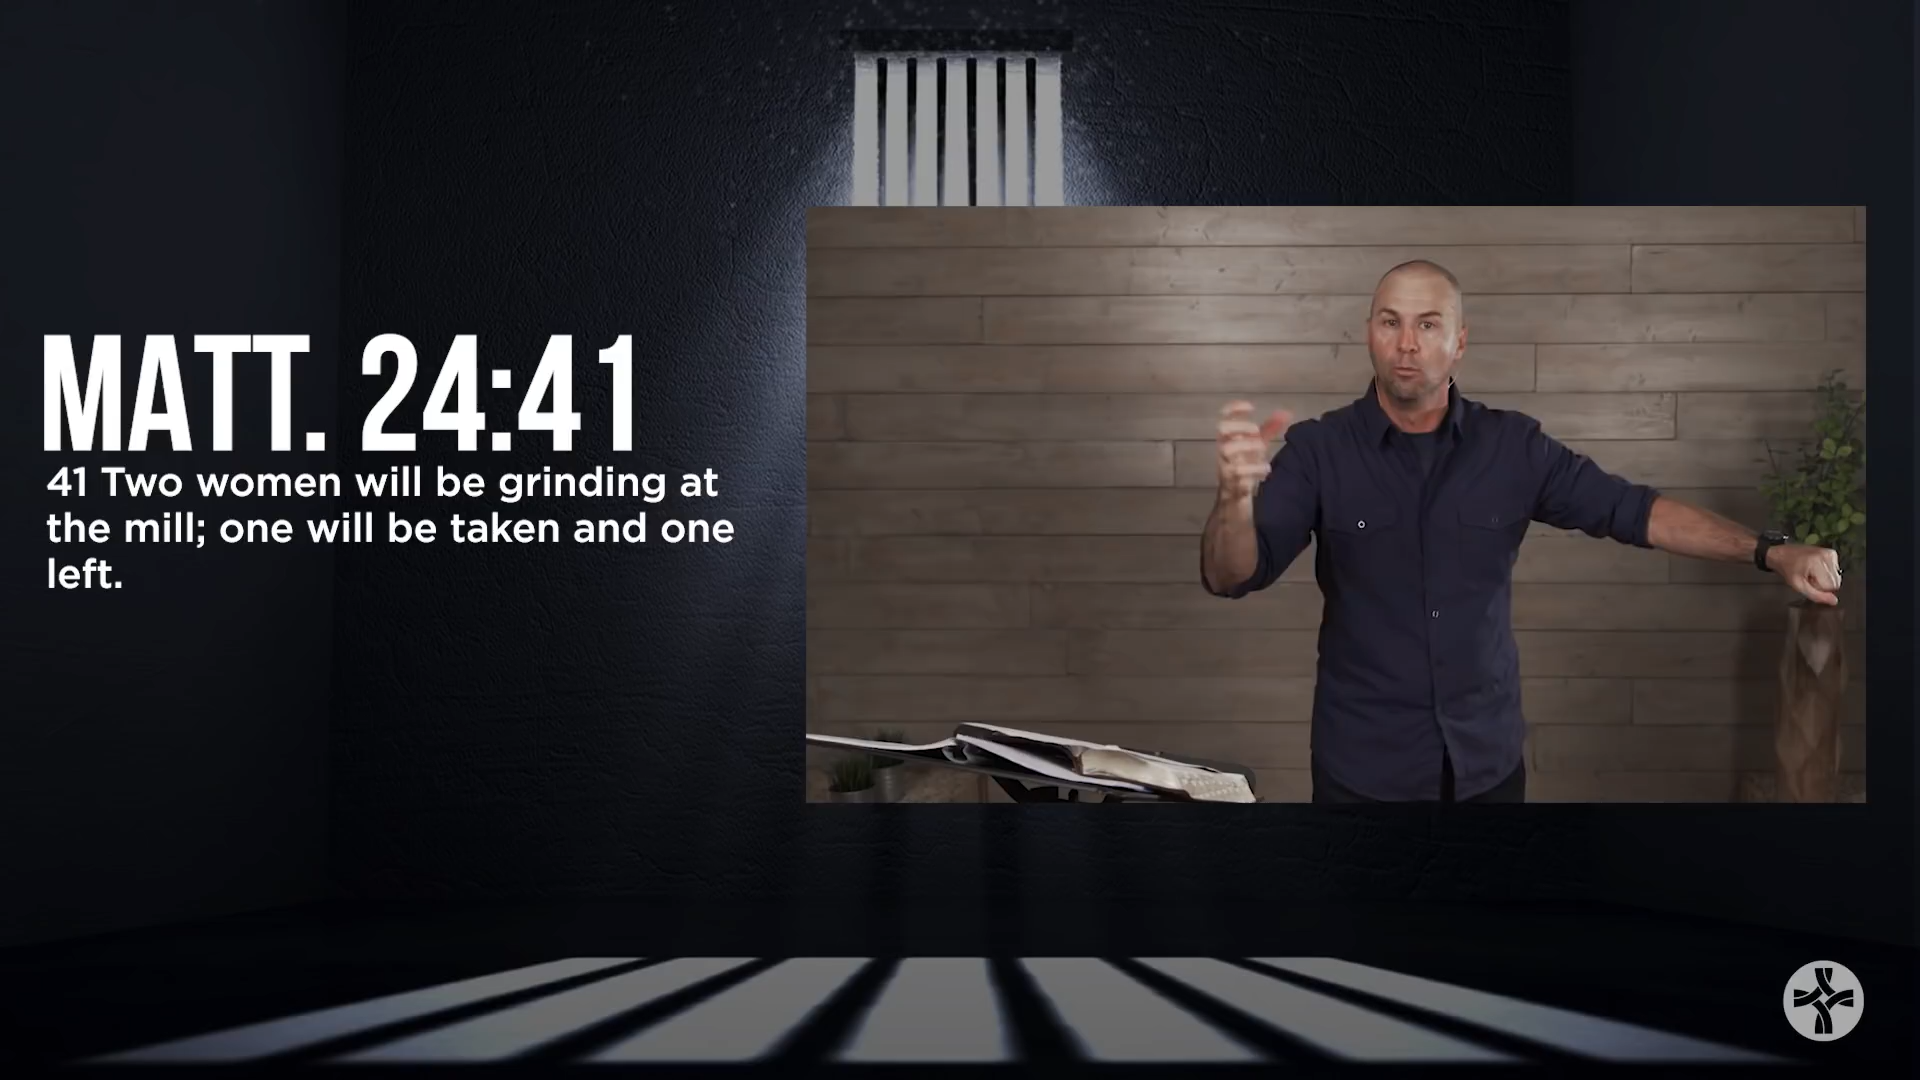 MATT. 24:41
41 Two women will be grinding at
the mill; one will be taken and one
left.